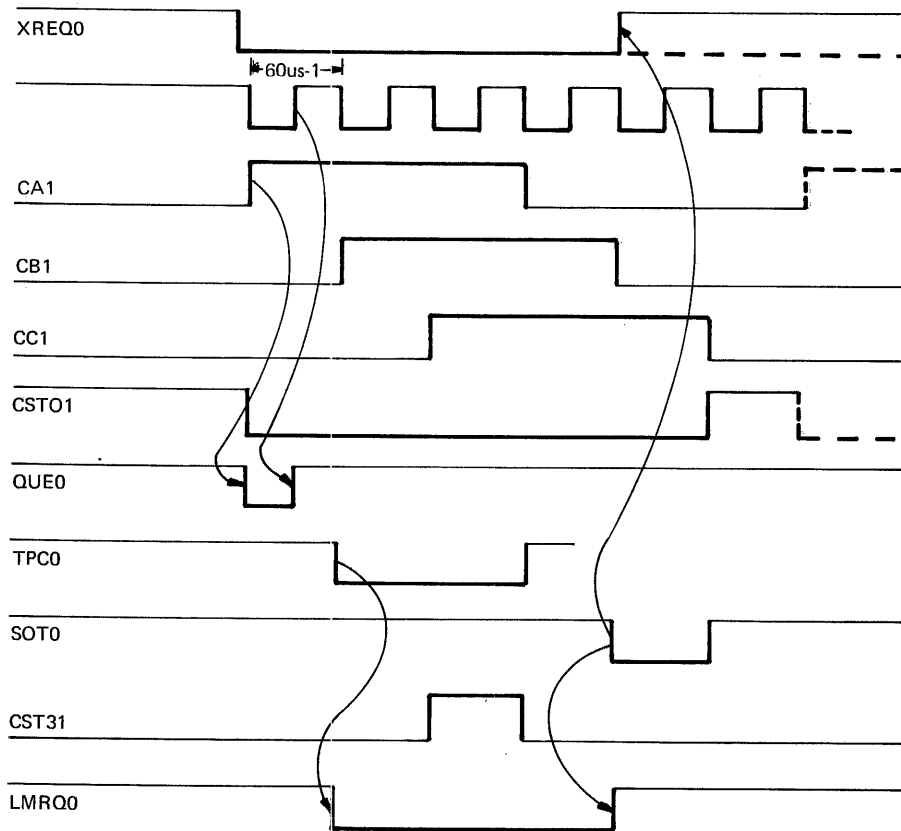 XREQ0
60us-1
CA1
CB1
CC1
CSTO1
QUE0
TPC0
SOT0
CST31
LMRQ0